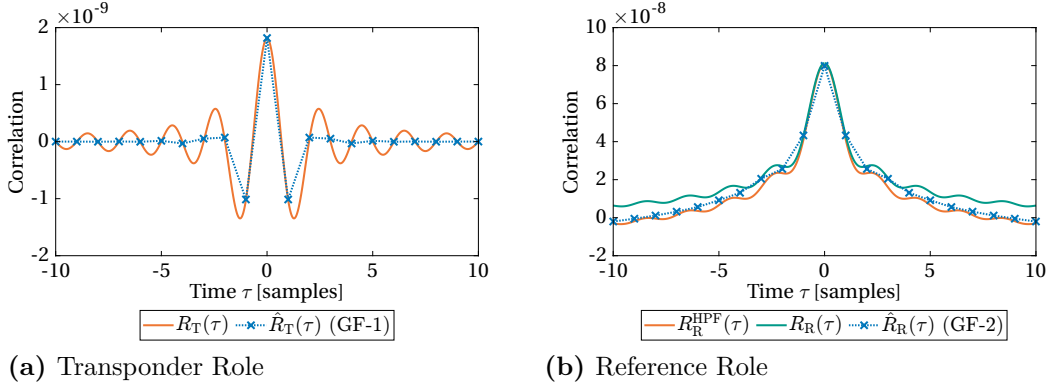 ×10⁻⁹
2
1
0
-1
-2
Correlation
-10 -5 0 5 10
Time τ [samples]
R_T(τ) R̂_T(τ) (GF-1)
(a) Transponder Role
×10⁻⁸
10
8
6
4
2
0
-2
Correlation
-10 -5 0 5 10
Time τ [samples]
R_R^HPF(τ) R_R(τ) R̂_R(τ) (GF-2)
(b) Reference Role